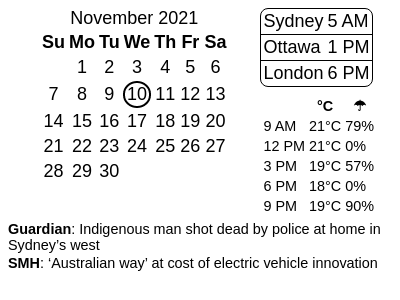 November 2021
Su Mo Tu We Th Fr Sa
1 2 3 4 5 6
7 8 9 10 11 12 13
14 15 16 17 18 19 20
21 22 23 24 25 26 27
28 29 30
Sydney 5 AM
Ottawa 1 PM
London 6 PM
°C ☂
9 AM 21°C 79%
12 PM 21°C 0%
3 PM 19°C 57%
6 PM 18°C 0%
9 PM 19°C 90%
Guardian: Indigenous man shot dead by police at home in
Sydney’s west
SMH: ‘Australian way’ at cost of electric vehicle innovation